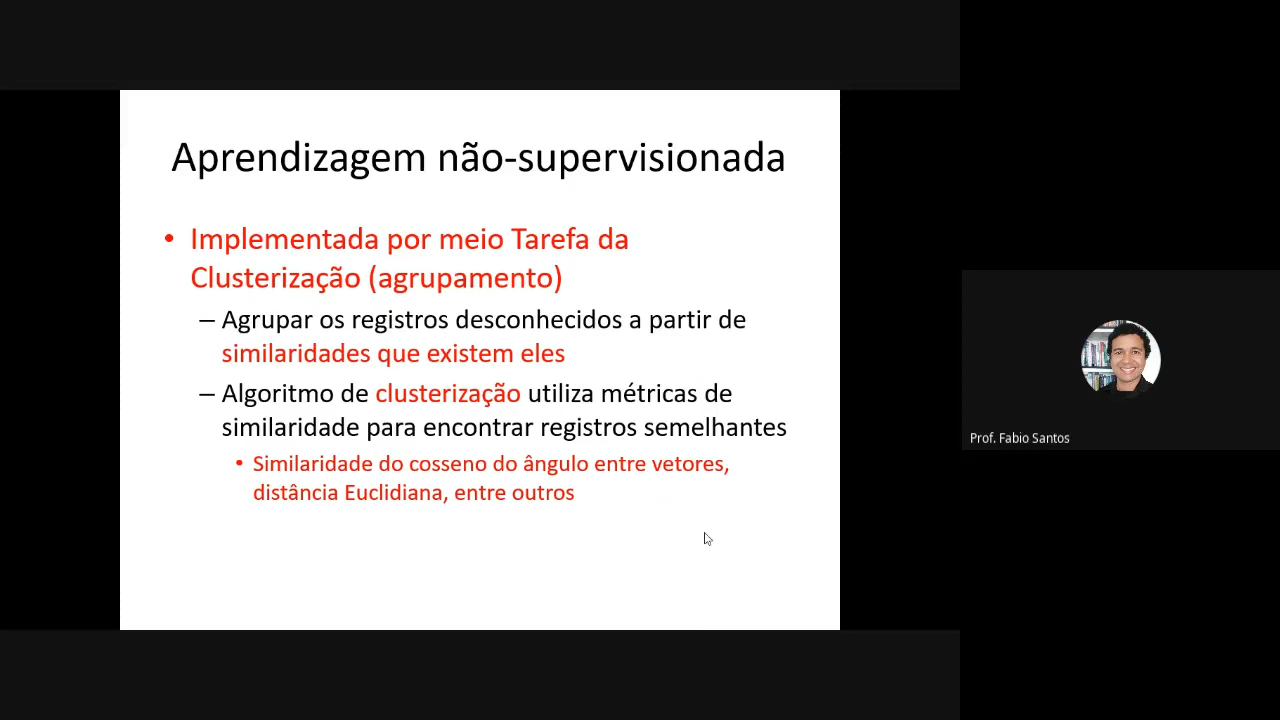 Aprendizagem não-supervisionada
• Implementada por meio Tarefa da
Clusterização (agrupamento)
– Agrupar os registros desconhecidos a partir de
similaridades que existem eles
– Algoritmo de clusterização utiliza métricas de
similaridade para encontrar registros semelhantes
• Similaridade do cosseno do ângulo entre vetores,
distância Euclidiana, entre outros
Prof. Fabio Santos